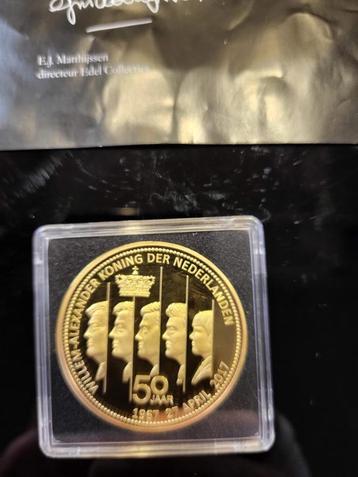 E.J. Matthijssen
directeur Edel Collecties
WILLEM-ALEXANDER KONING DER NEDERLANDEN
50
JAAR
1967 27 APRIL 2017